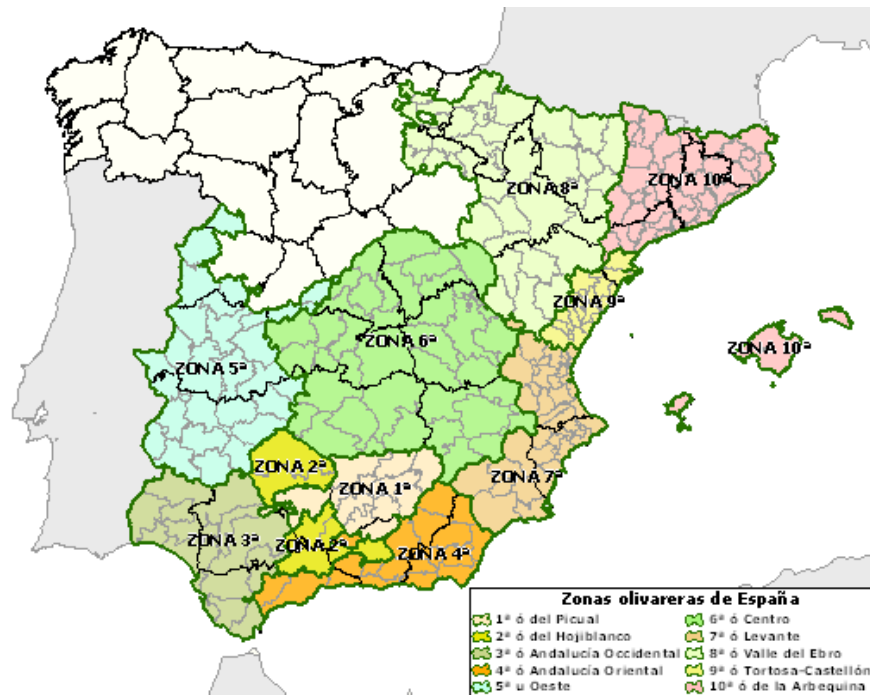 ZONA 8ª
ZONA 10ª
ZONA 9ª
ZONA 6ª
ZONA 10ª
ZONA 5ª
ZONA 2ª
ZONA 7ª
ZONA 1ª
ZONA 3ª
ZONA 2ª
ZONA 4ª
Zonas olivareras de España
1ª ó del Picual
2ª ó del Hojiblanco
3ª ó Andalucía Occidental
4ª ó Andalucía Oriental
5ª u Oeste
6ª ó Centro
7ª ó Levante
8ª ó Valle del Ebro
9ª ó Tortosa-Castellón
10ª ó de la Arbequina